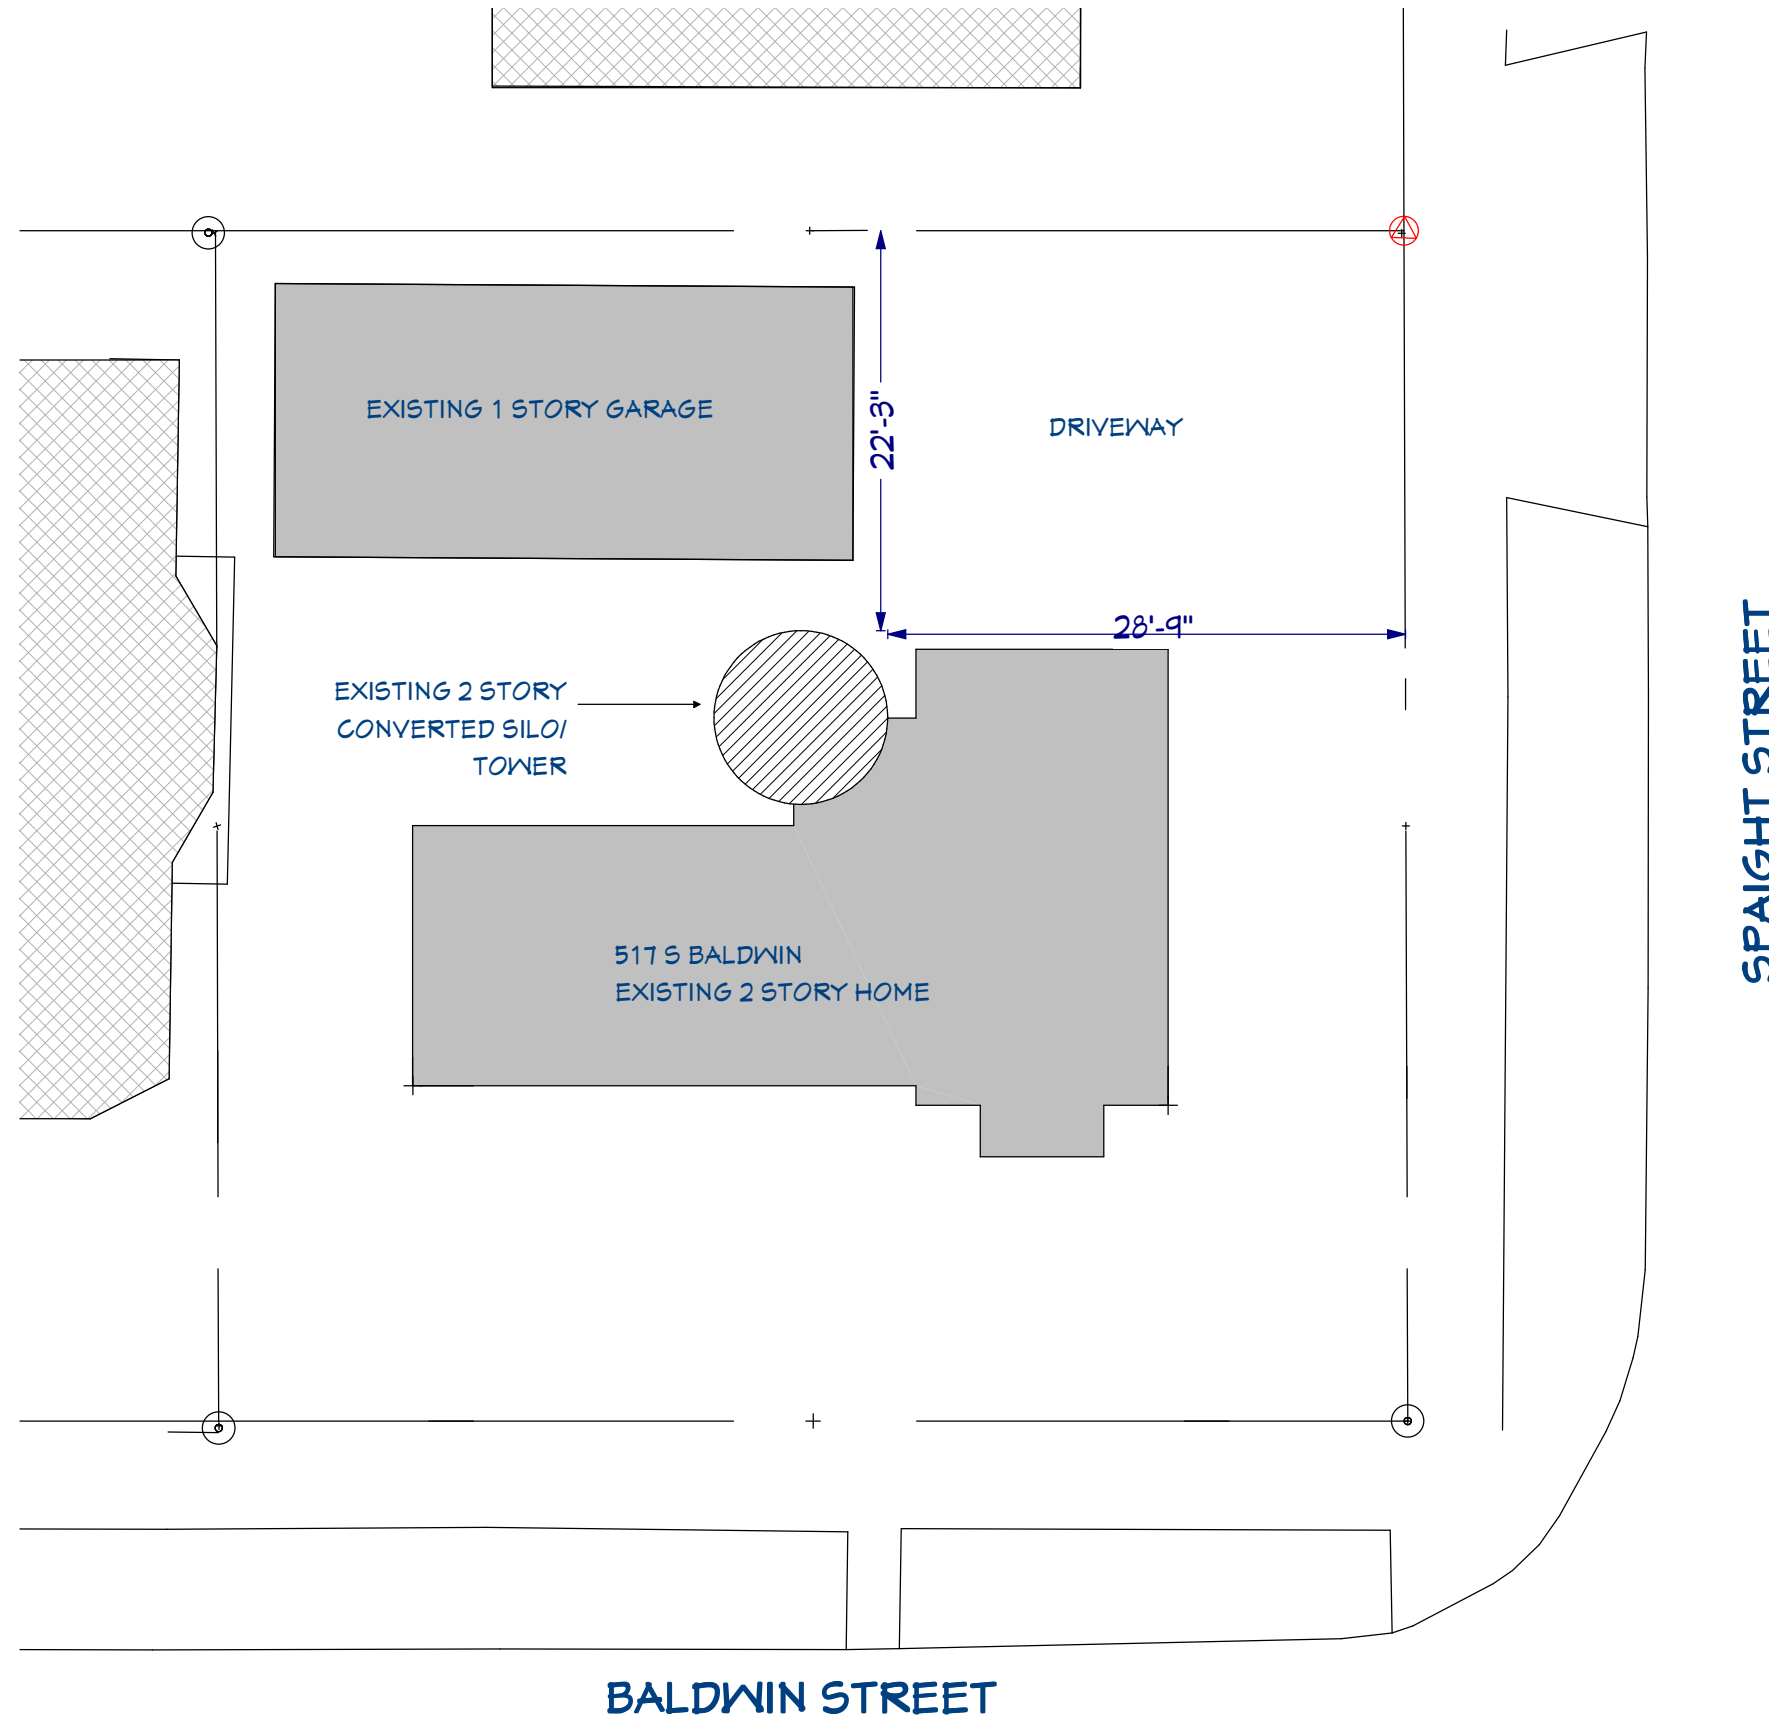 EXISTING 1 STORY GARAGE
22'-3"
DRIVEWAY
28'-9"
EXISTING 2 STORY
CONVERTED SILO/
TOWER
517 S BALDWIN
EXISTING 2 STORY HOME
SPAIGHT STREET
BALDWIN STREET